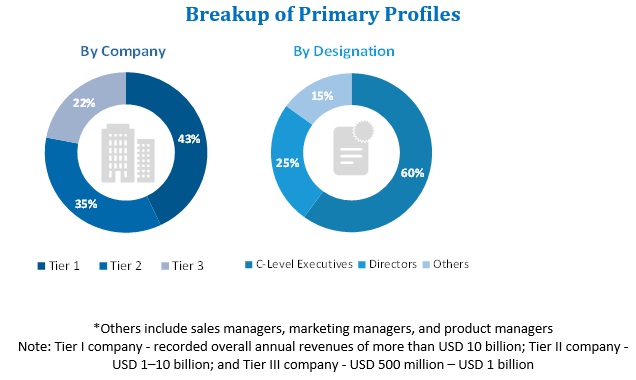 Breakup of Primary Profiles
By Company
By Designation
22%
43%
35%
15%
25%
60%
Tier 1 Tier 2 Tier 3
C-Level Executives Directors Others
*Others include sales managers, marketing managers, and product managers
Note: Tier I company - recorded overall annual revenues of more than USD 10 billion; Tier II company -
USD 1–10 billion; and Tier III company - USD 500 million – USD 1 billion